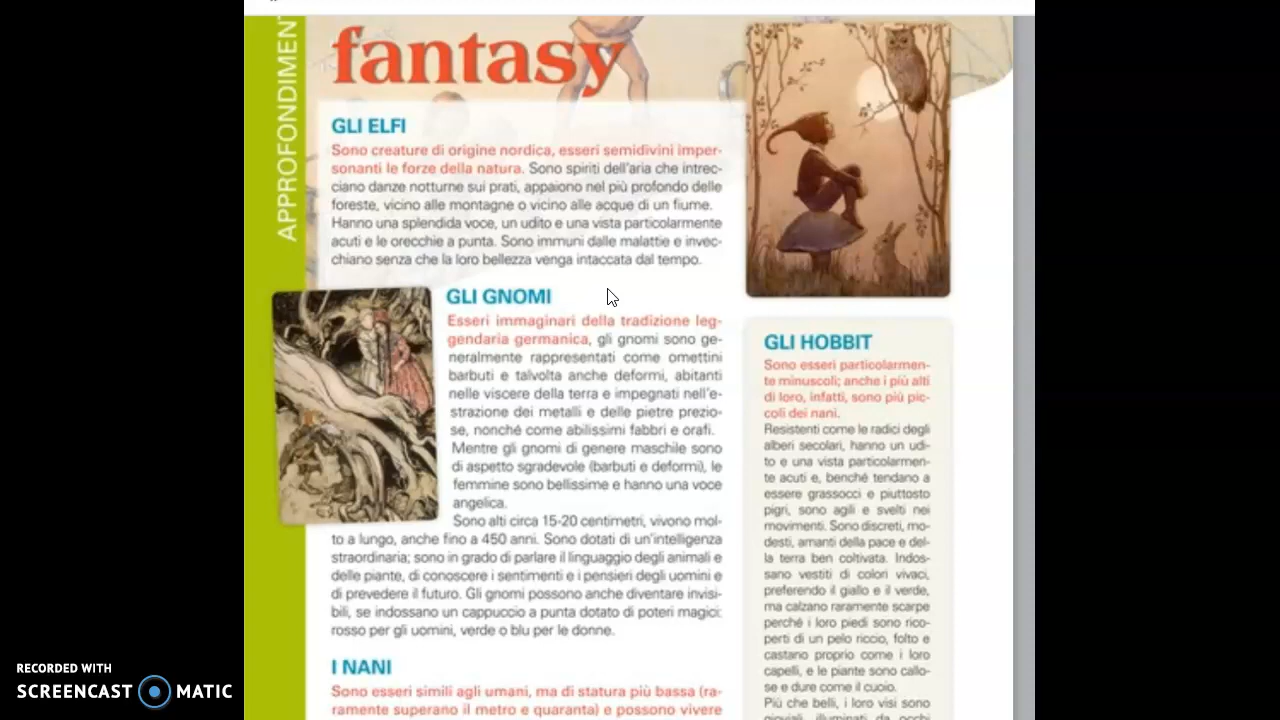 APPROFONDIMEN
fantasy
GLI ELFI
Sono creature di origine nordica, esseri semidivini imper-
sonanti le forze della natura. Sono spiriti dell'aria che intrec-
ciano danze notturne sui prati, appaiono nel più profondo delle
foreste, vicino alle montagne o vicino alle acque di un fiume.
Hanno una splendida voce, un udito e una vista particolarmente
acuti e le orecchie a punta. Sono immuni dalle malattie e invec-
chiano senza che la loro bellezza venga intaccata dal tempo.
GLI GNOMI
Esseri immaginari della tradizione leg-
gendaria germanica, gli gnomi sono ge-
neralmente rappresentati come omettini
barbuti e talvolta anche deformi, abitanti
nelle viscere della terra e impegnati nell'e-
strazione dei metalli e delle pietre prezio-
se, nonché come abilissimi fabbri e orafi.
Mentre gli gnomi di genere maschile sono
di aspetto sgradevole (barbuti e deformi), le
femmine sono bellissime e hanno una voce
angelica.
Sono alti circa 15-20 centimetri, vivono mol-
to a lungo, anche fino a 450 anni. Sono dotati di un'intelligenza
straordinaria; sono in grado di parlare il linguaggio degli animali e
delle piante, di conoscere i sentimenti e i pensieri degli uomini e
di prevedere il futuro. Gli gnomi possono anche diventare invisi-
bili, se indossano un cappuccio a punta dotato di poteri magici:
rosso per gli uomini, verde o blu per le donne.
I NANI
Sono esseri simili agli umani, ma di statura più bassa (ra-
ramente superano il metro e quaranta) e possono vivere
GLI HOBBIT
Sono esseri particolarmen-
te minuscoli; anche i più alti
di loro, infatti, sono più pic-
coli dei nani.
Resistenti come le radici degli
alberi secolari, hanno un udi-
to e una vista particolarmen-
te acuti e, benché tendano a
essere grassocci e piuttosto
pigri, sono agili e svelti nei
movimenti. Sono discreti, mo-
desti, amanti della pace e del-
la terra ben coltivata. Indos-
sano vestiti di colori vivaci,
preferendo il giallo e il verde,
ma calzano raramente scarpe
perché i loro piedi sono rico-
perti di un pelo riccio, folto e
castano proprio come i loro
capelli, e le piante sono callo-
se e dure come il cuoio.
Più che belli, i loro visi sono
gioviali, illuminati da occhi
RECORDED WITH
SCREENCAST MATIC